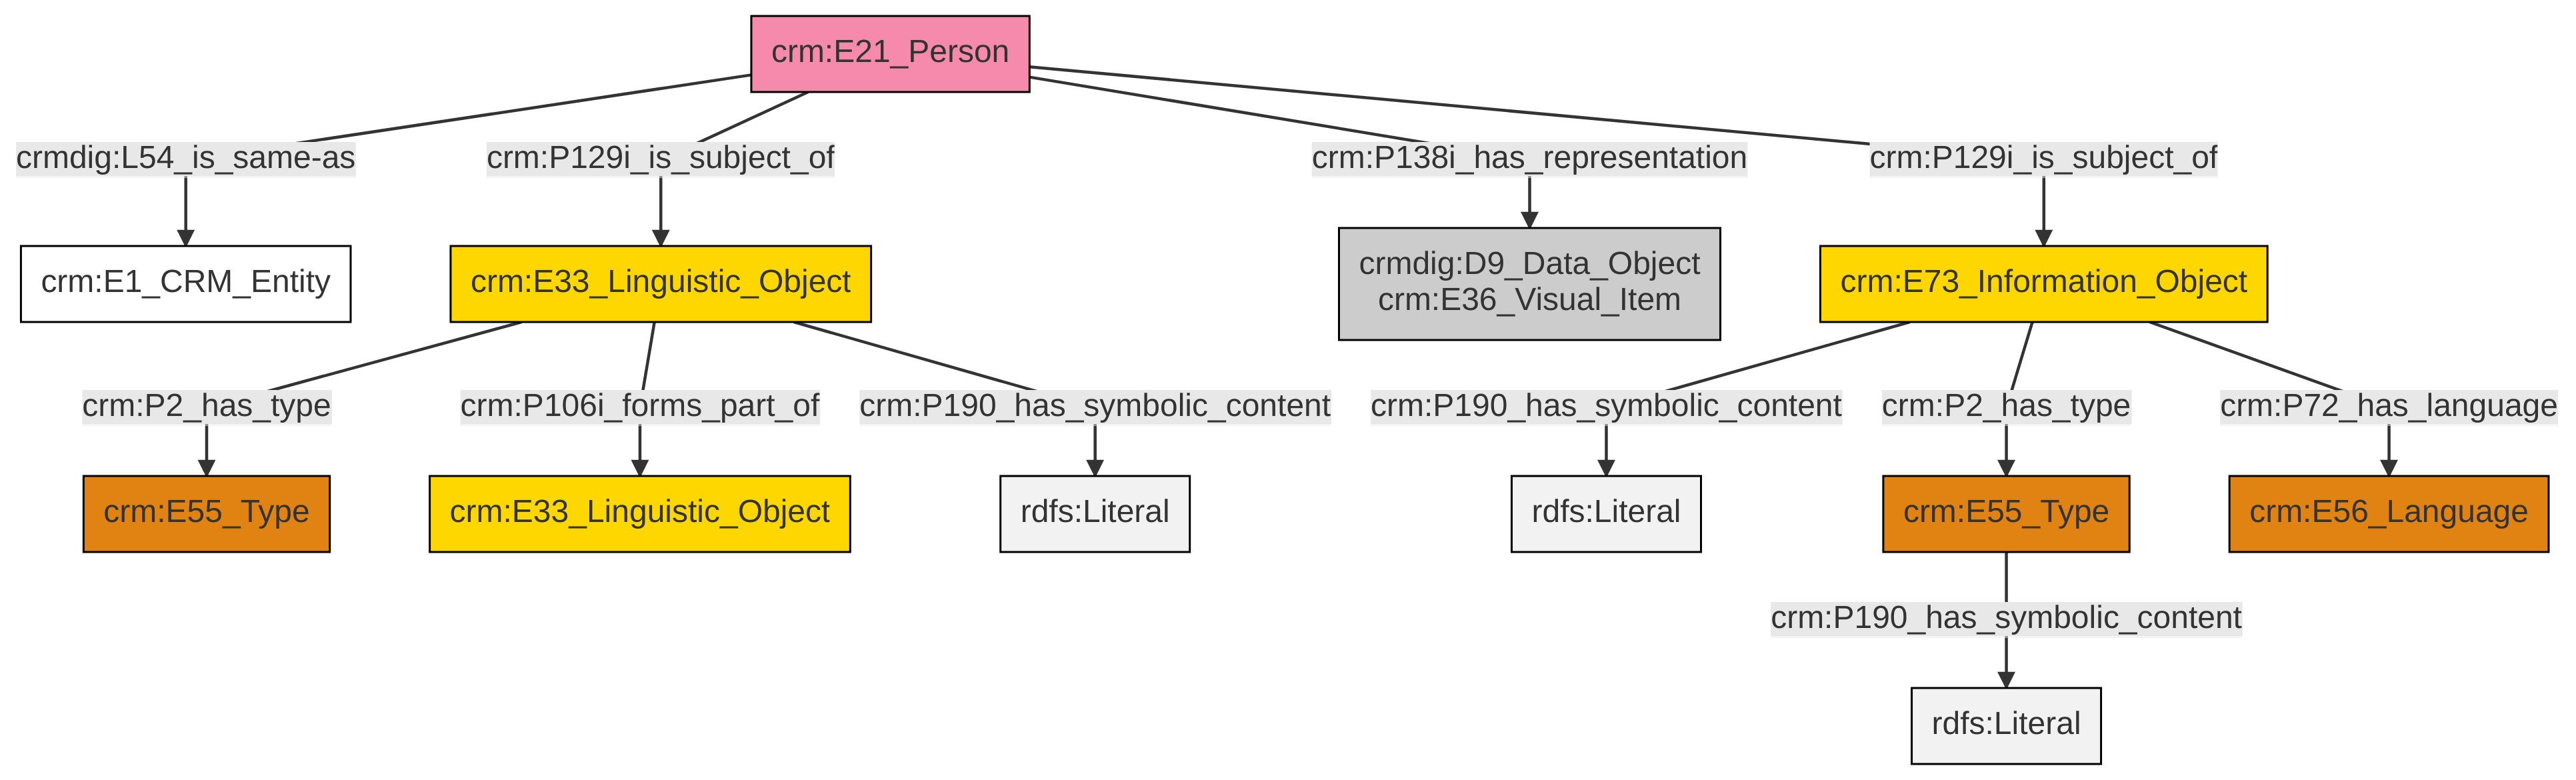 crm:E21_Person
crmdig:L54_is_same-as
crm:P129i_is_subject_of
crm:P138i_has_representation
crm:P129i_is_subject_of
crm:E1_CRM_Entity
crm:E33_Linguistic_Object
crmdig:D9_Data_Object
crm:E36_Visual_Item
crm:E73_Information_Object
crm:P2_has_type
crm:P106i_forms_part_of
crm:P190_has_symbolic_content
crm:P190_has_symbolic_content
crm:P2_has_type
crm:P72_has_language
crm:E55_Type
crm:E33_Linguistic_Object
rdfs:Literal
rdfs:Literal
crm:E55_Type
crm:E56_Language
crm:P190_has_symbolic_content
rdfs:Literal